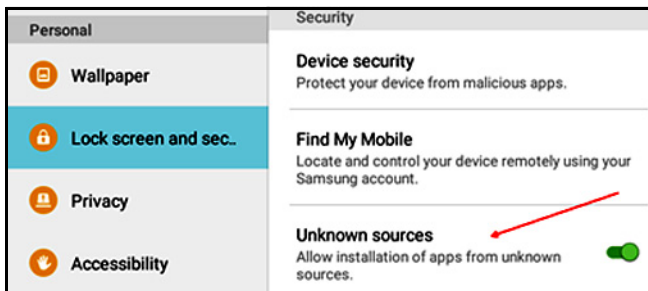 Personal
Wallpaper
Lock screen and sec..
Privacy
Accessibility
Security
Device security
Protect your device from malicious apps.
Find My Mobile
Locate and control your device remotely using your
Samsung account.
Unknown sources
Allow installation of apps from unknown
sources.